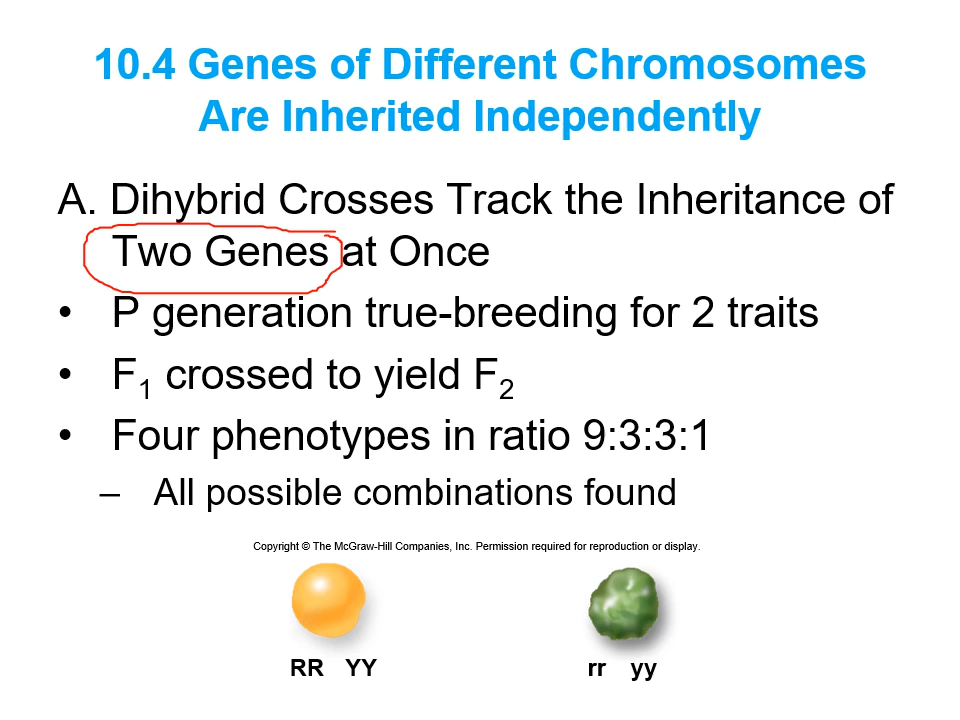 10.4 Genes of Different Chromosomes
Are Inherited Independently
A. Dihybrid Crosses Track the Inheritance of
Two Genes at Once
• P generation true-breeding for 2 traits
• F₁ crossed to yield F₂
• Four phenotypes in ratio 9:3:3:1
– All possible combinations found
Copyright © The McGraw-Hill Companies, Inc. Permission required for reproduction or display.
RR YY rr yy